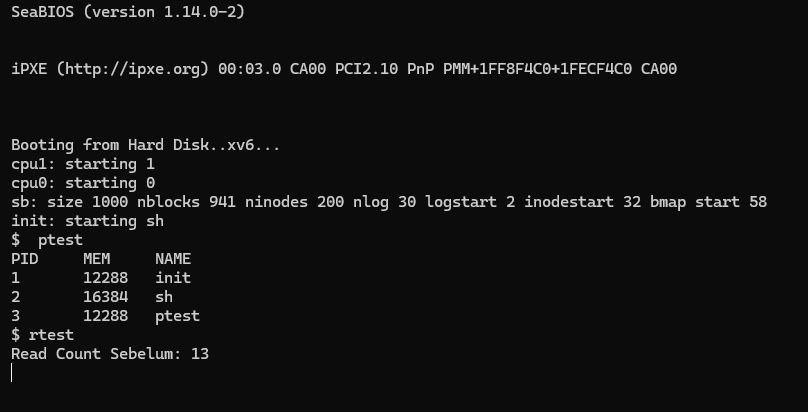 SeaBIOS (version 1.14.0-2)
iPXE (http://ipxe.org) 00:03.0 CA00 PCI2.10 PnP PMM+1FF8F4C0+1FECF4C0 CA00
Booting from Hard Disk..xv6...
cpu1: starting 1
cpu0: starting 0
sb: size 1000 nblocks 941 ninodes 200 nlog 30 logstart 2 inodestart 32 bmap start 58
init: starting sh
$  ptest
PID     MEM     NAME
1       12288   init
2       16384   sh
3       12288   ptest
$ rtest
Read Count Sebelum: 13